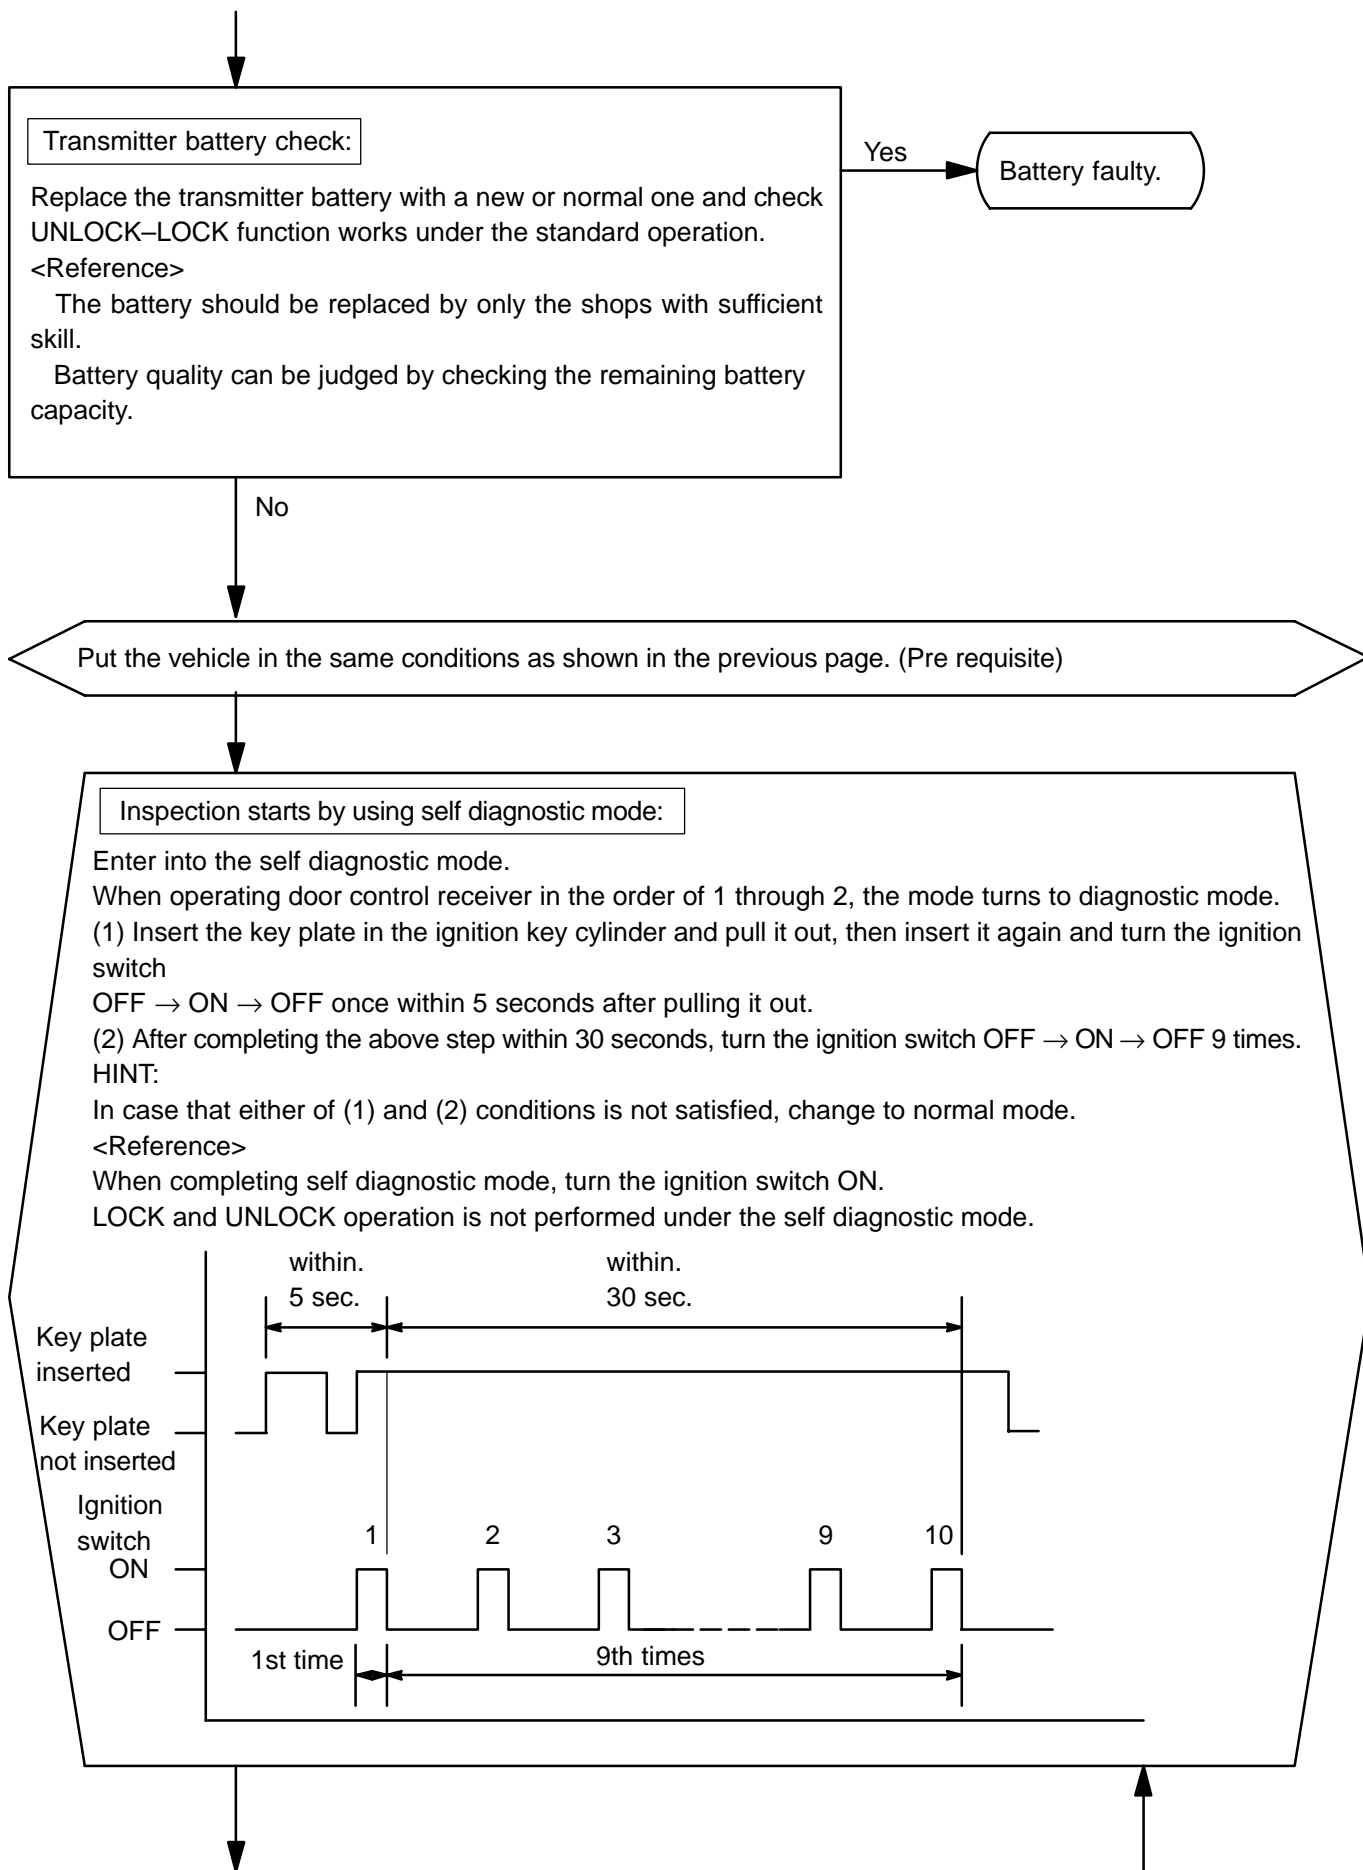 Transmitter battery check:
Yes
Battery faulty.
Replace the transmitter battery with a new or normal one and check
UNLOCK–LOCK function works under the standard operation.
<Reference>
The battery should be replaced by only the shops with sufficient
skill.
Battery quality can be judged by checking the remaining battery
capacity.
No
Put the vehicle in the same conditions as shown in the previous page. (Pre requisite)
Inspection starts by using self diagnostic mode:
Enter into the self diagnostic mode.
When operating door control receiver in the order of 1 through 2, the mode turns to diagnostic mode.
(1) Insert the key plate in the ignition key cylinder and pull it out, then insert it again and turn the ignition
switch
OFF → ON → OFF once within 5 seconds after pulling it out.
(2) After completing the above step within 30 seconds, turn the ignition switch OFF → ON → OFF 9 times.
HINT:
In case that either of (1) and (2) conditions is not satisfied, change to normal mode.
<Reference>
When completing self diagnostic mode, turn the ignition switch ON.
LOCK and UNLOCK operation is not performed under the self diagnostic mode.
within.
5 sec.
within.
30 sec.
Key plate
inserted
Key plate
not inserted
Ignition
switch
1 2 3 9 10
ON
OFF
1st time
9th times